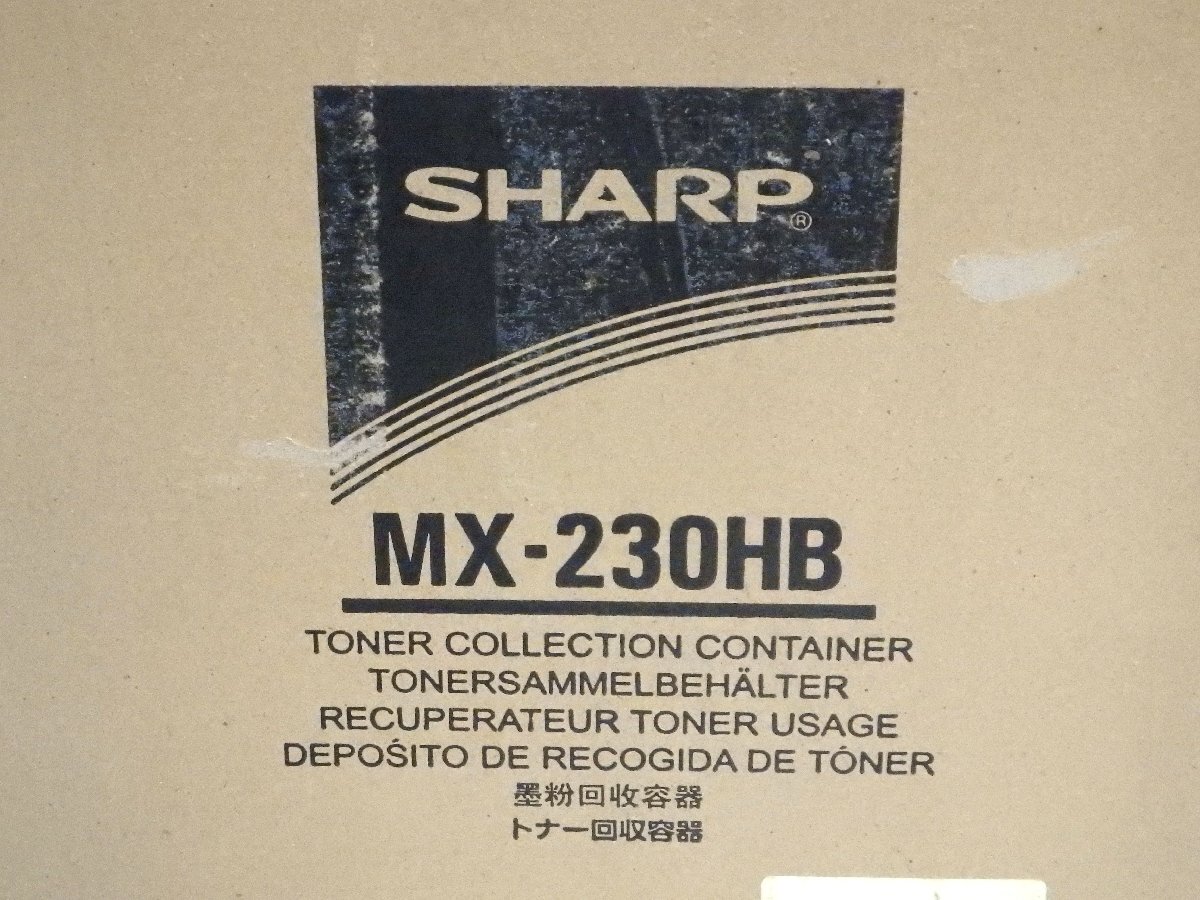 SHARP®
MX-230HB
TONER COLLECTION CONTAINER
TONERSAMMELBEHÄLTER
RECUPERATEUR TONER USAGE
DEPOŚITO DE RECOGIDA DE TÓNER
墨粉回收容器
トナー回収容器